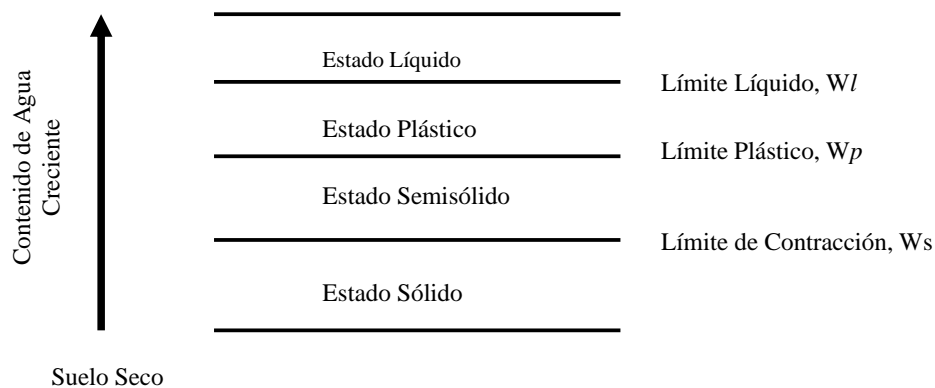 Contenido de Agua
Creciente
Estado Líquido
Límite Líquido, Wl
Estado Plástico
Límite Plástico, Wp
Estado Semisólido
Límite de Contracción, Ws
Estado Sólido
Suelo Seco